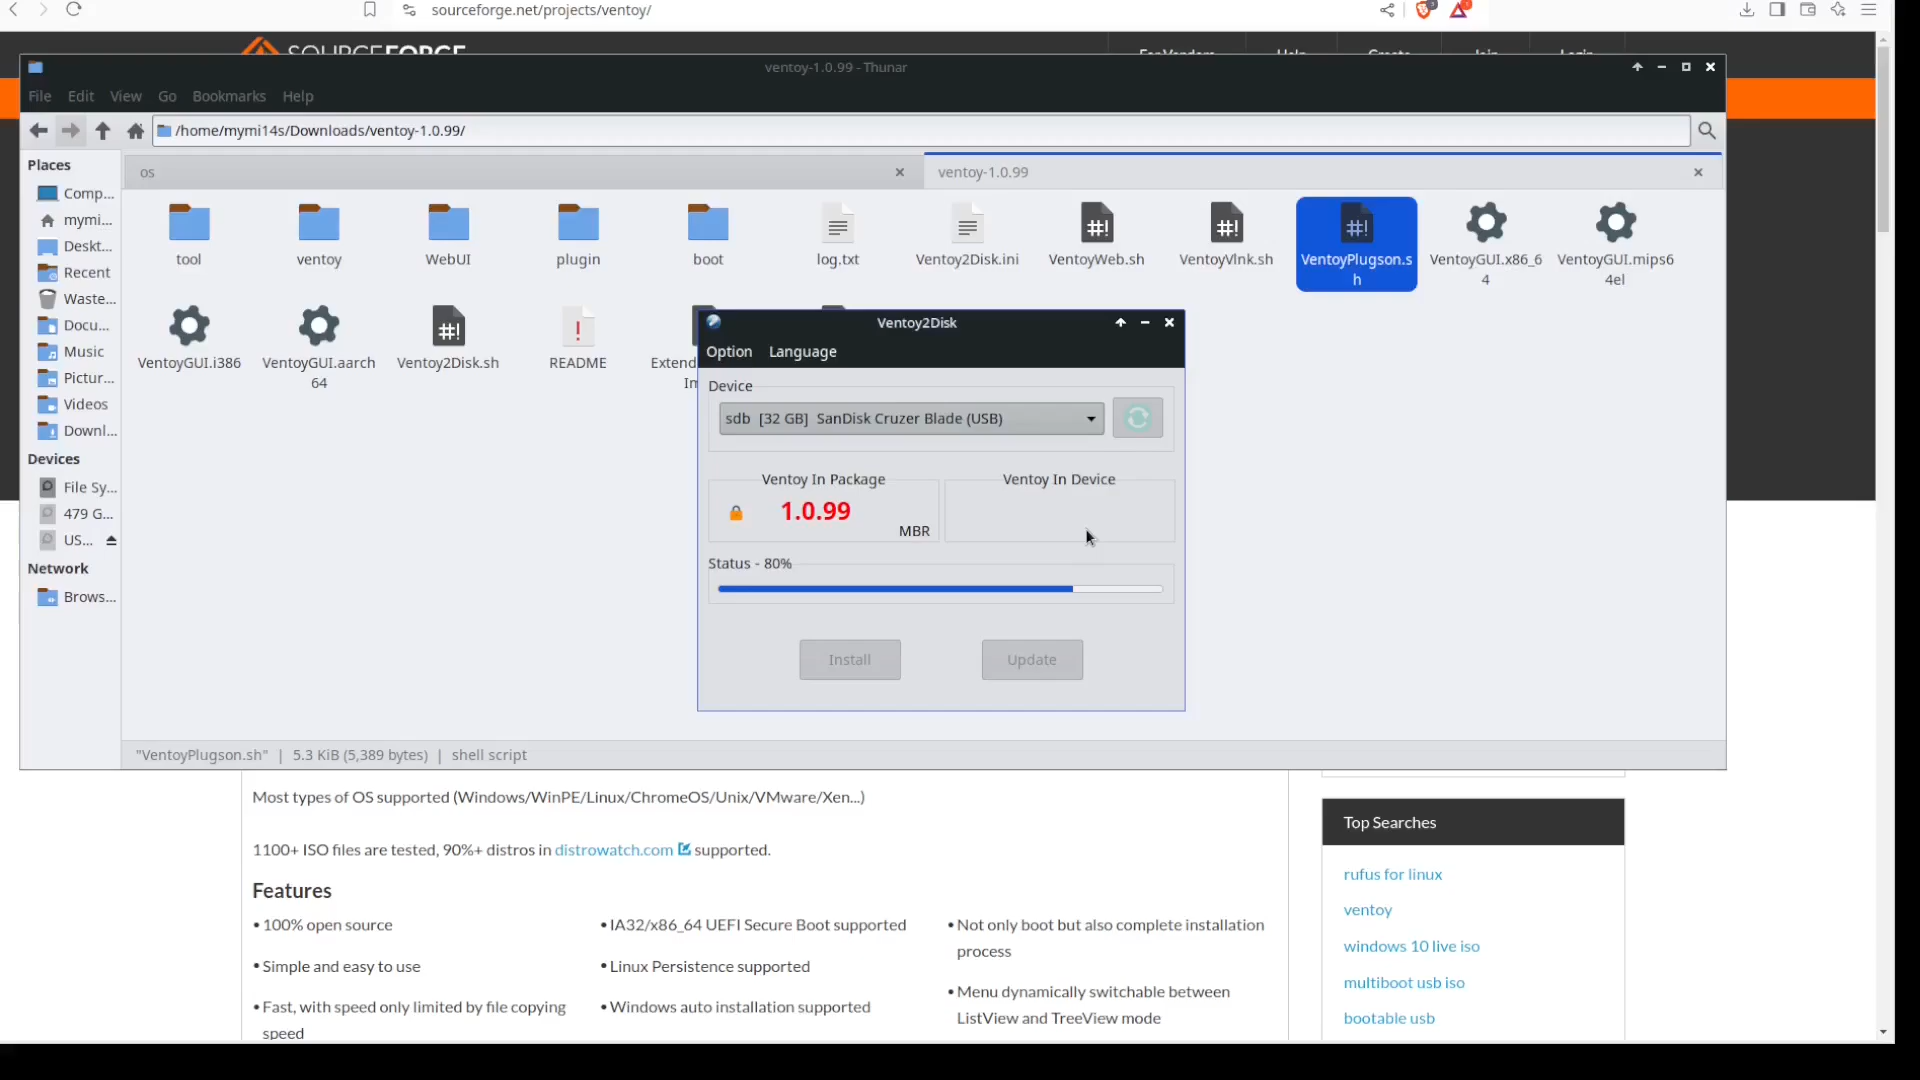 sourceforge.net/projects/ventoy/
ventoy-1.0.99 - Thunar
File Edit View Go Bookmarks Help
/home/mymi14s/Downloads/ventoy-1.0.99/
Places
Comp...
mymi...
Deskt...
Recent
Waste...
Docu...
Music
Pictur...
Videos
Downl...
Devices
File Sy...
479 G...
US...
Network
Brows...
os
ventoy-1.0.99
tool
ventoy
WebUI
plugin
boot
log.txt
Ventoy2Disk.ini
VentoyWeb.sh
VentoyVlnk.sh
VentoyPlugson.s
h
VentoyGUI.x86_6
4
VentoyGUI.mips6
4el
VentoyGUI.i386
VentoyGUI.aarch
64
Ventoy2Disk.sh
README
Extend
Ventoy2Disk
Option Language
Device
sdb [32 GB] SanDisk Cruzer Blade (USB)
Ventoy In Package
1.0.99
MBR
Ventoy In Device
Status - 80%
Install
Update
"VentoyPlugson.sh" | 5.3 KiB (5,389 bytes) | shell script
Most types of OS supported (Windows/WinPE/Linux/ChromeOS/Unix/VMware/Xen...)
1100+ ISO files are tested, 90%+ distros in distrowatch.com supported.
Features
• 100% open source
• Simple and easy to use
• Fast, with speed only limited by file copying
speed
• IA32/x86_64 UEFI Secure Boot supported
• Linux Persistence supported
• Windows auto installation supported
• Not only boot but also complete installation
process
• Menu dynamically switchable between
ListView and TreeView mode
Top Searches
rufus for linux
ventoy
windows 10 live iso
multiboot usb iso
bootable usb